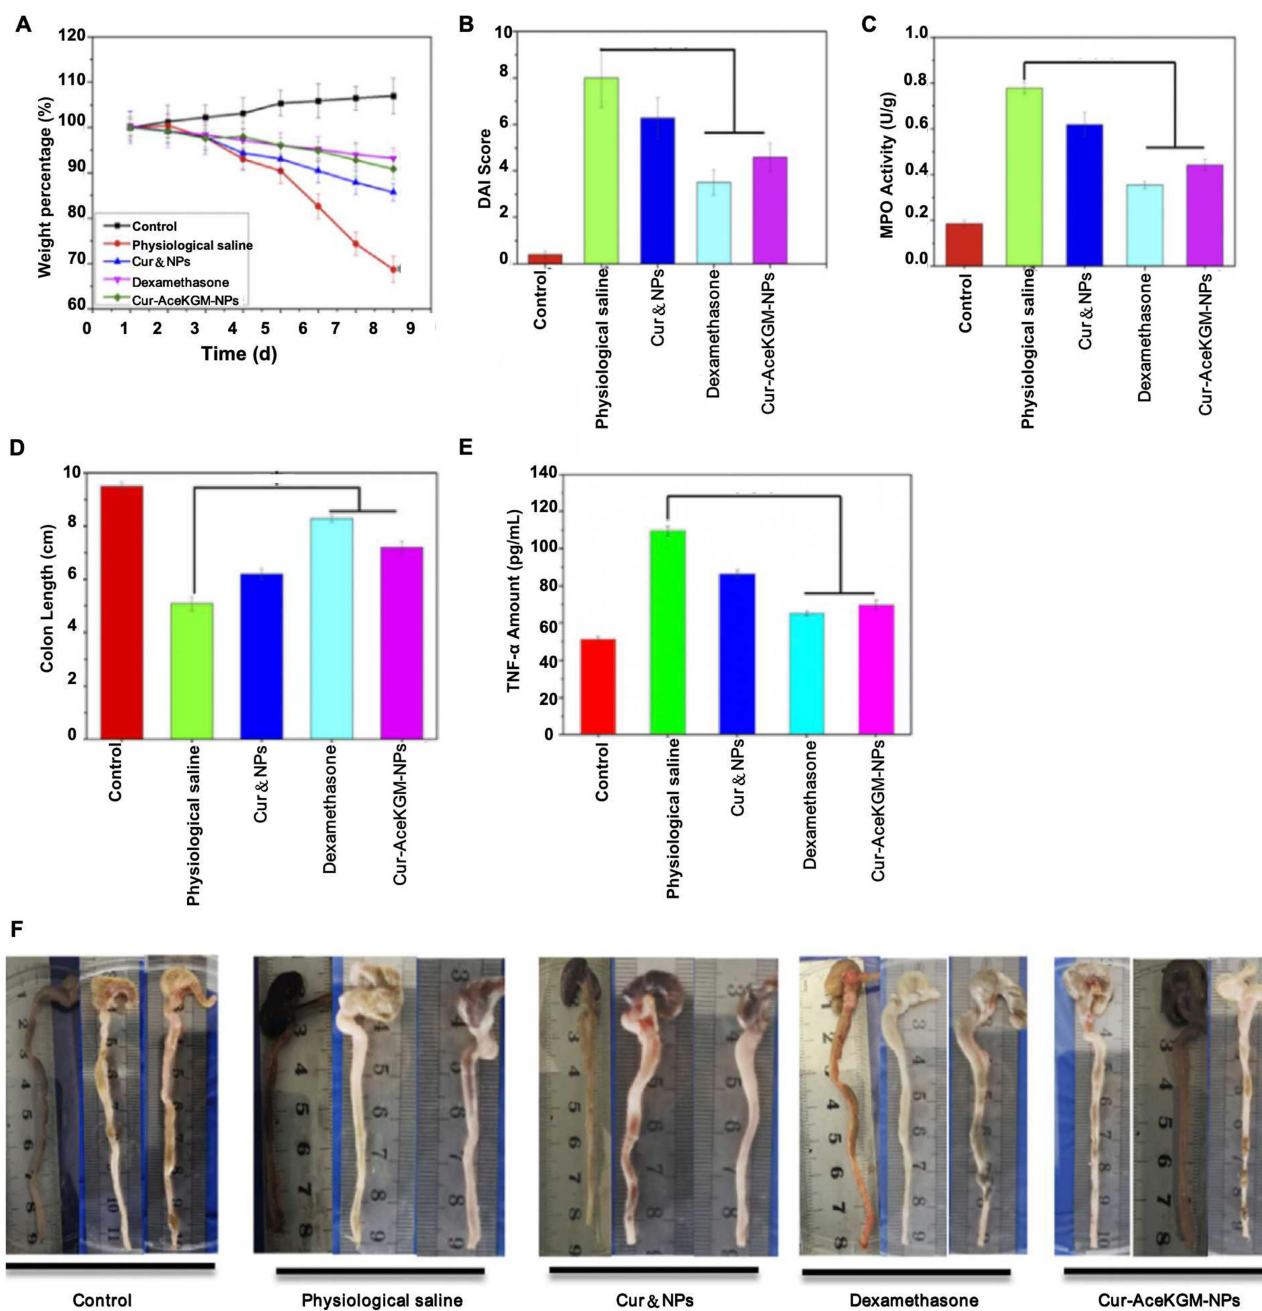 A
120
110
100
90
80
70
60
Weight percentage (%)
Control
Physiological saline
Cur & NPs
Dexamethasone
Cur-AceKGM-NPs
0 1 2 3 4 5 6 7 8 9
Time (d)
B
10
8
6
4
2
0
DAI Score
Control
Physiological saline
Cur & NPs
Dexamethasone
Cur-AceKGM-NPs
C
1.0
0.8
0.6
0.4
0.2
0.0
MPO Activity (U/g)
Control
Physiological saline
Cur & NPs
Dexamethasone
Cur-AceKGM-NPs
D
10
8
6
4
2
0
Colon Length (cm)
Control
Physiological saline
Cur & NPs
Dexamethasone
Cur-AceKGM-NPs
E
140
120
100
80
60
40
20
0
TNF-α Amount (pg/mL)
Control
Physiological saline
Cur & NPs
Dexamethasone
Cur-AceKGM-NPs
F
Control
Physiological saline
Cur & NPs
Dexamethasone
Cur-AceKGM-NPs